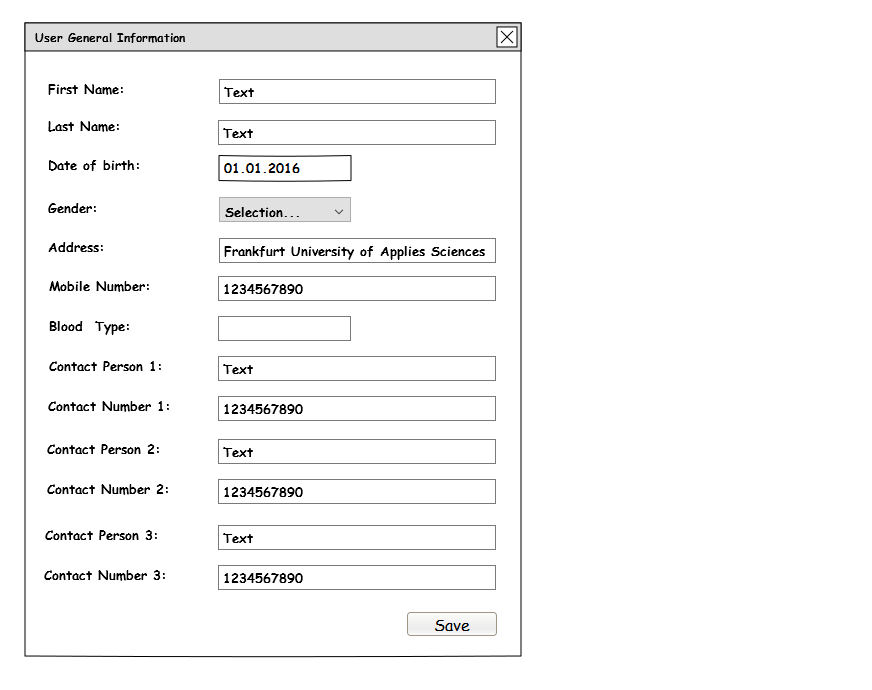 User General Information
First Name: Text
Last Name: Text
Date of birth: 01.01.2016
Gender: Selection...
Address: Frankfurt University of Applies Sciences
Mobile Number: 1234567890
Blood Type:
Contact Person 1: Text
Contact Number 1: 1234567890
Contact Person 2: Text
Contact Number 2: 1234567890
Contact Person 3: Text
Contact Number 3: 1234567890
Save